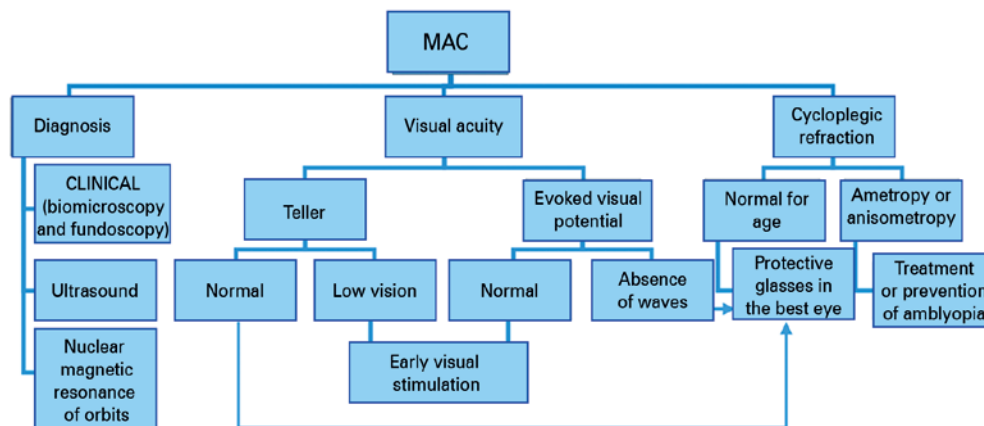 MAC
Diagnosis
Visual acuity
Cycloplegic
refraction
CLINICAL
(biomicroscopy
and fundoscopy)
Teller
Evoked visual
potential
Normal for
age
Ametropy or
anisometropy
Ultrasound
Normal
Low vision
Normal
Absence
of waves
Protective
glasses in
the best eye
Treatment
or prevention
of amblyopia
Nuclear
magnetic
resonance
of orbits
Early visual
stimulation